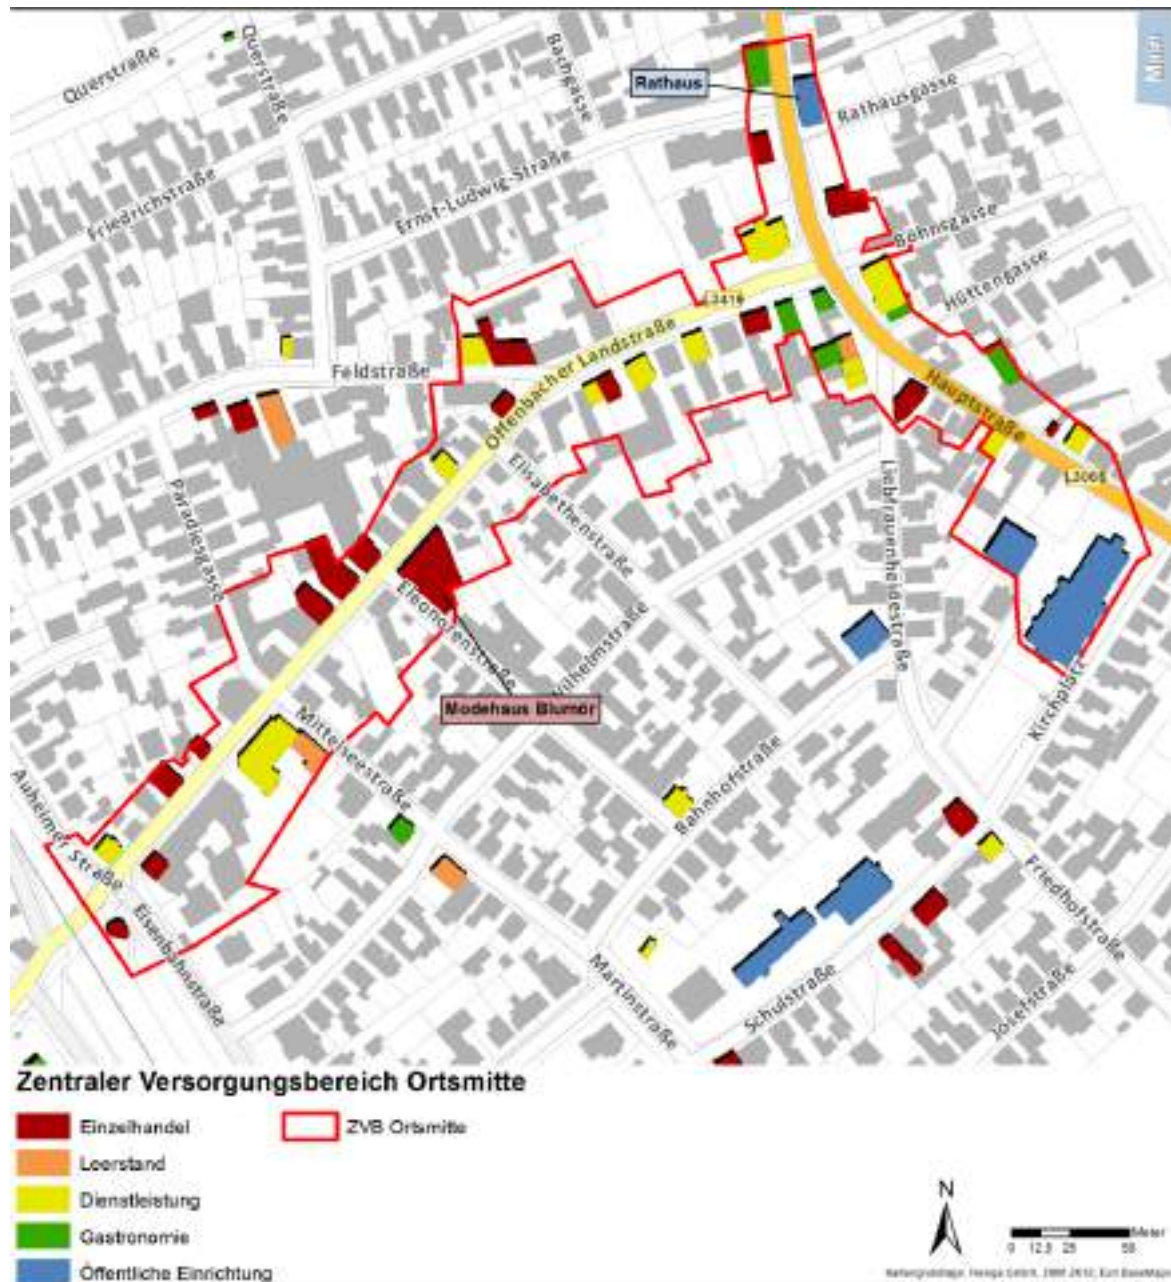 Querstraße
Querstraße
Bachgasse
Main
Rathaus
Rathausgasse
Friedrichstraße
Ernst-Ludwig-Straße
Behnsgasse
Hüttengasse
L3416
Feldstraße
Offenbacher Landstraße
Hauptstraße
L3065
Elisabethenstraße
Paradiesgasse
Liebfrauenheidestraße
Eleonorenstraße
Wilhelmstraße
Modehaus Blumör
Kirchplatz
Mittelseestraße
Bahnhofstraße
Auheimer Straße
Eisenbahnstraße
Friedhofstraße
Martinstraße
Schulstraße
Josefstraße
Zentraler Versorgungsbereich Ortsmitte
Einzelhandel
ZVB Ortsmitte
Leerstand
Dienstleistung
Gastronomie
Öffentliche Einrichtung
N
Meter
0 12,5 25 50